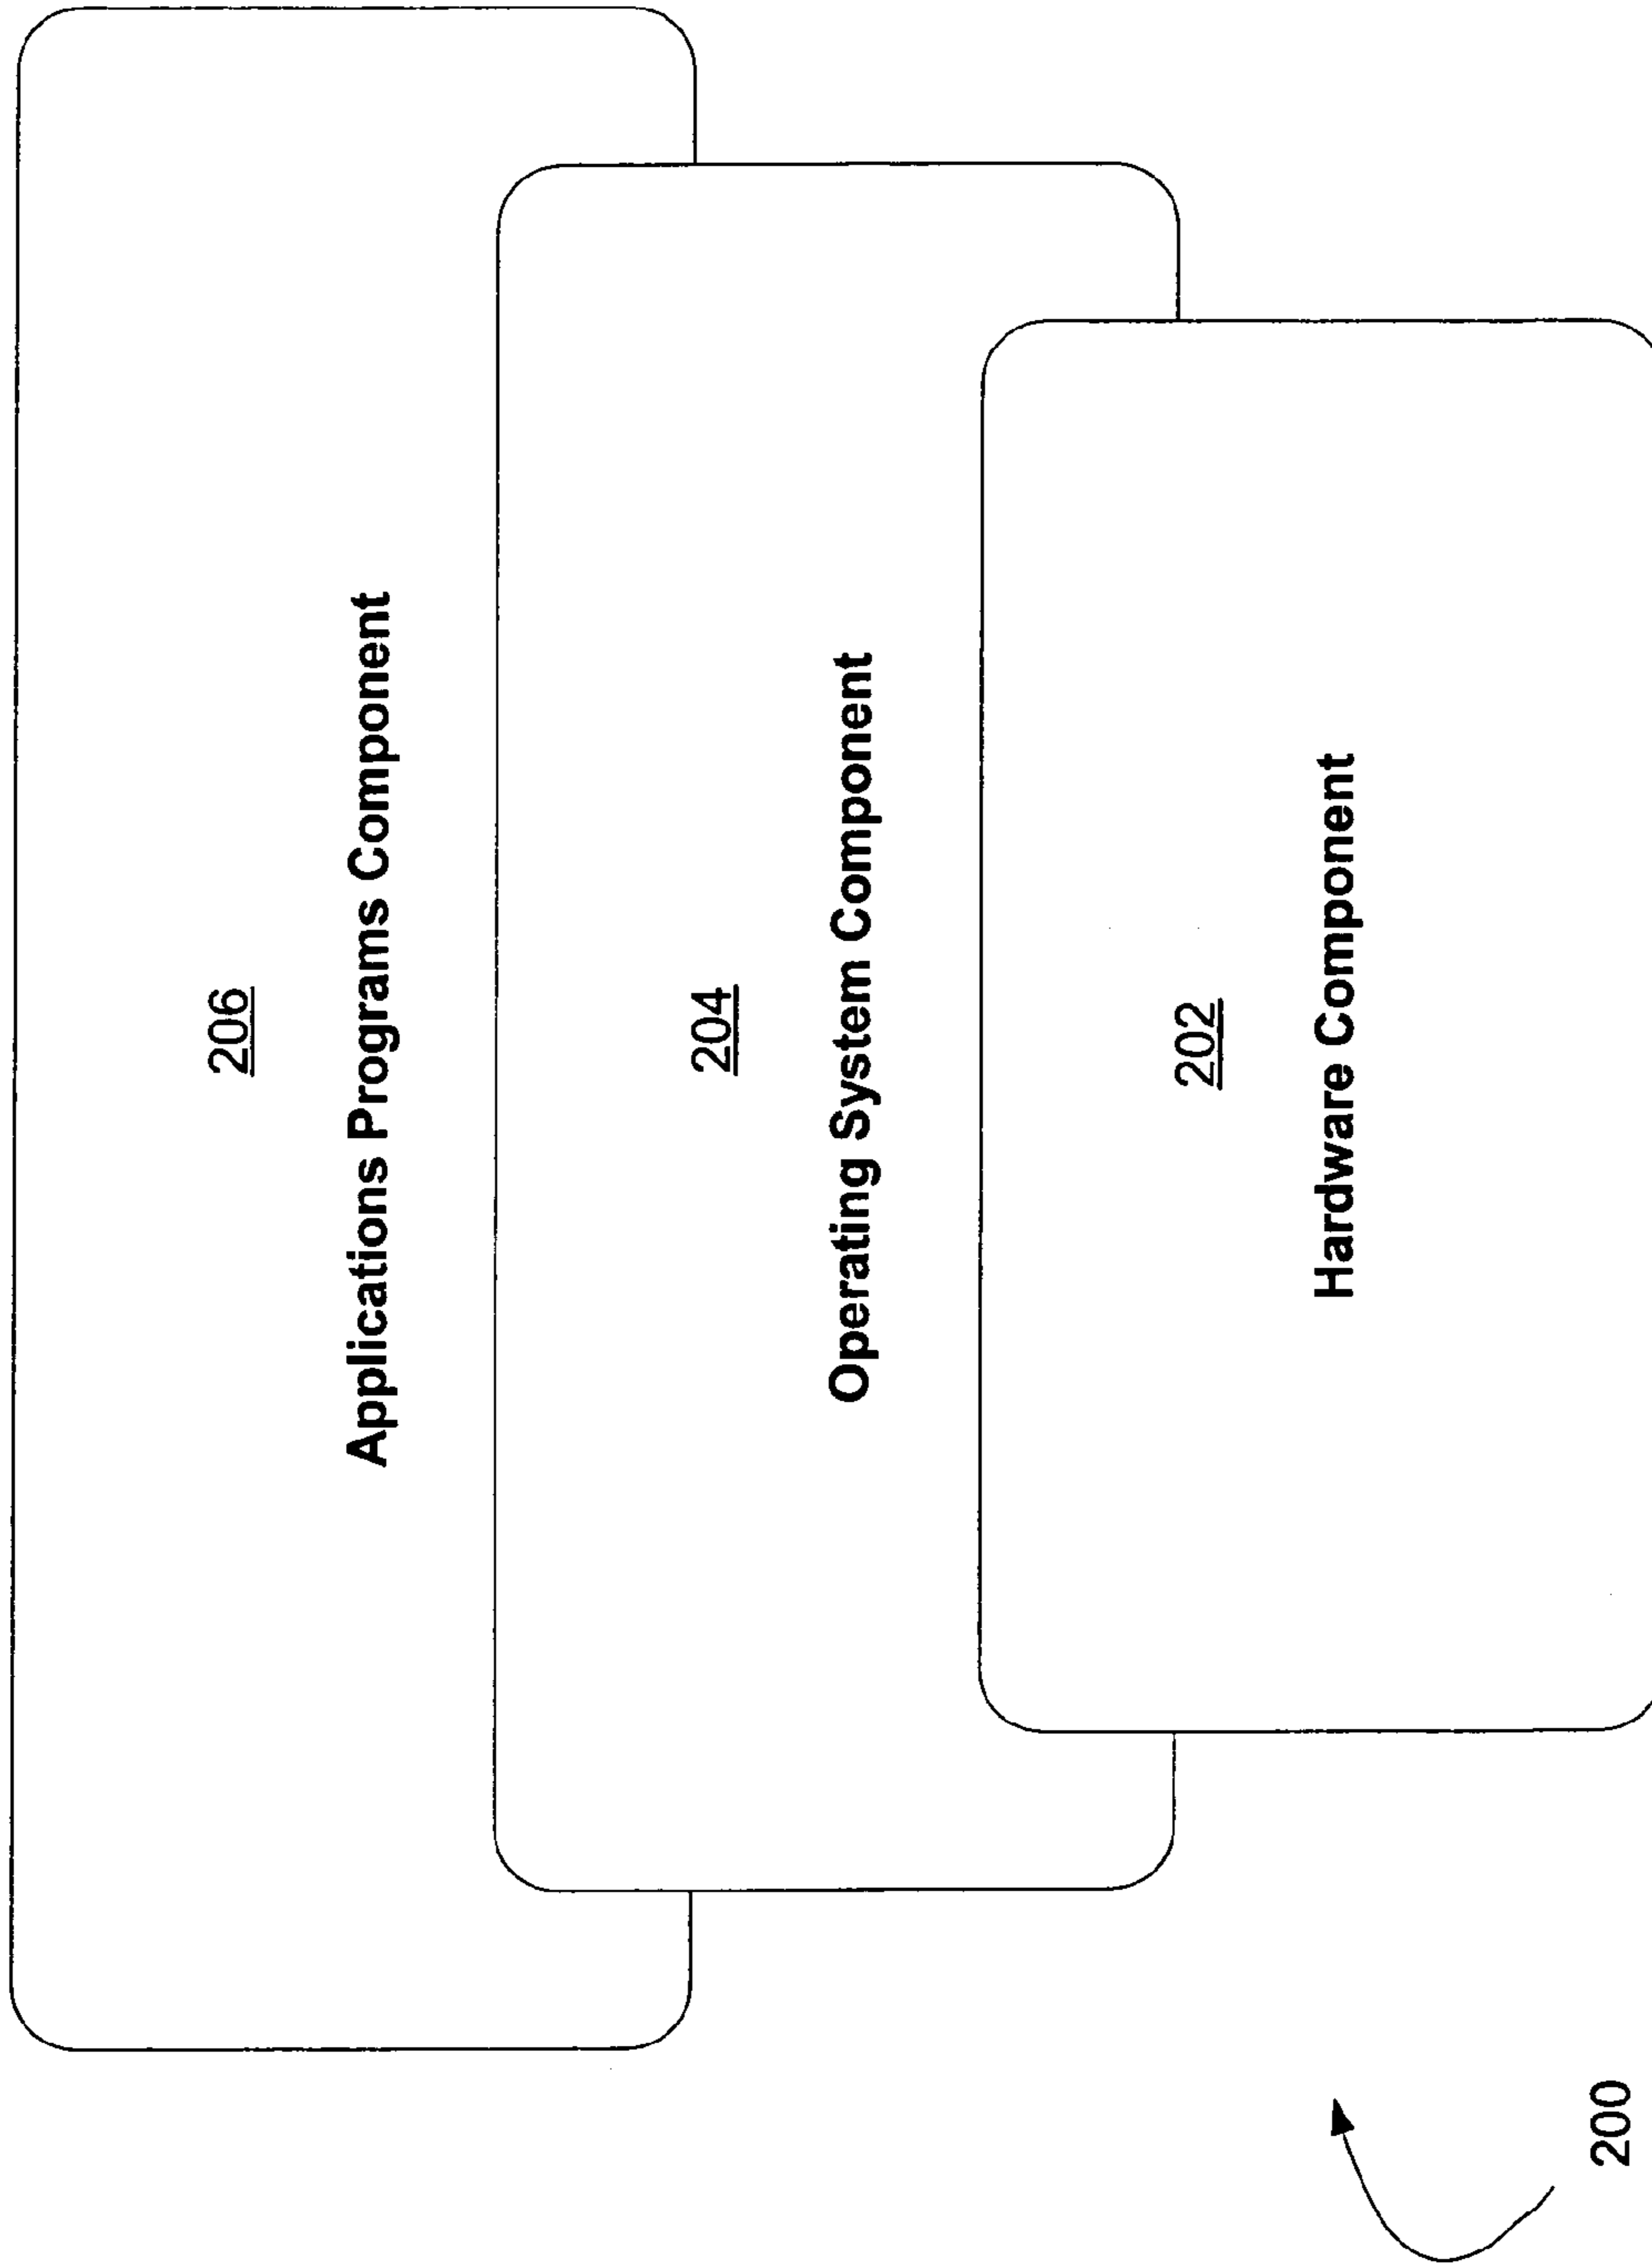 206
Applications Programs Component
204
Operating System Component
202
Hardware Component
200